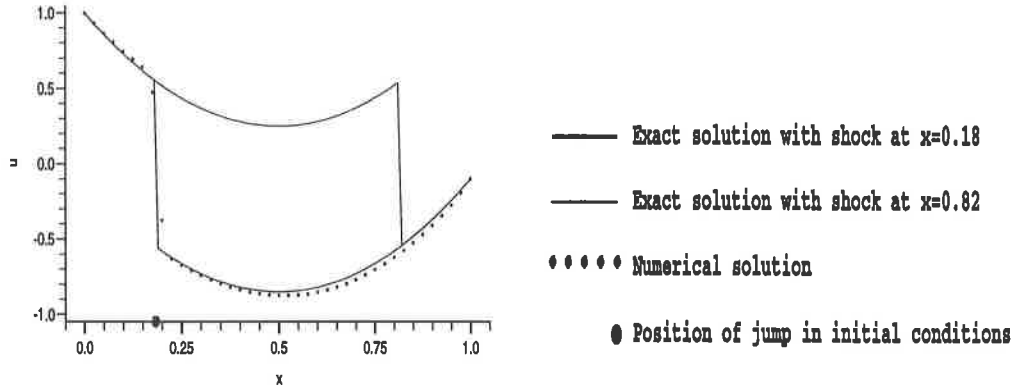 1.0
0.5
0.0
-0.5
-1.0
u
0.0 0.25 0.50 0.75 1.0
x
Exact solution with shock at x=0.18
Exact solution with shock at x=0.82
Numerical solution
Position of jump in initial conditions